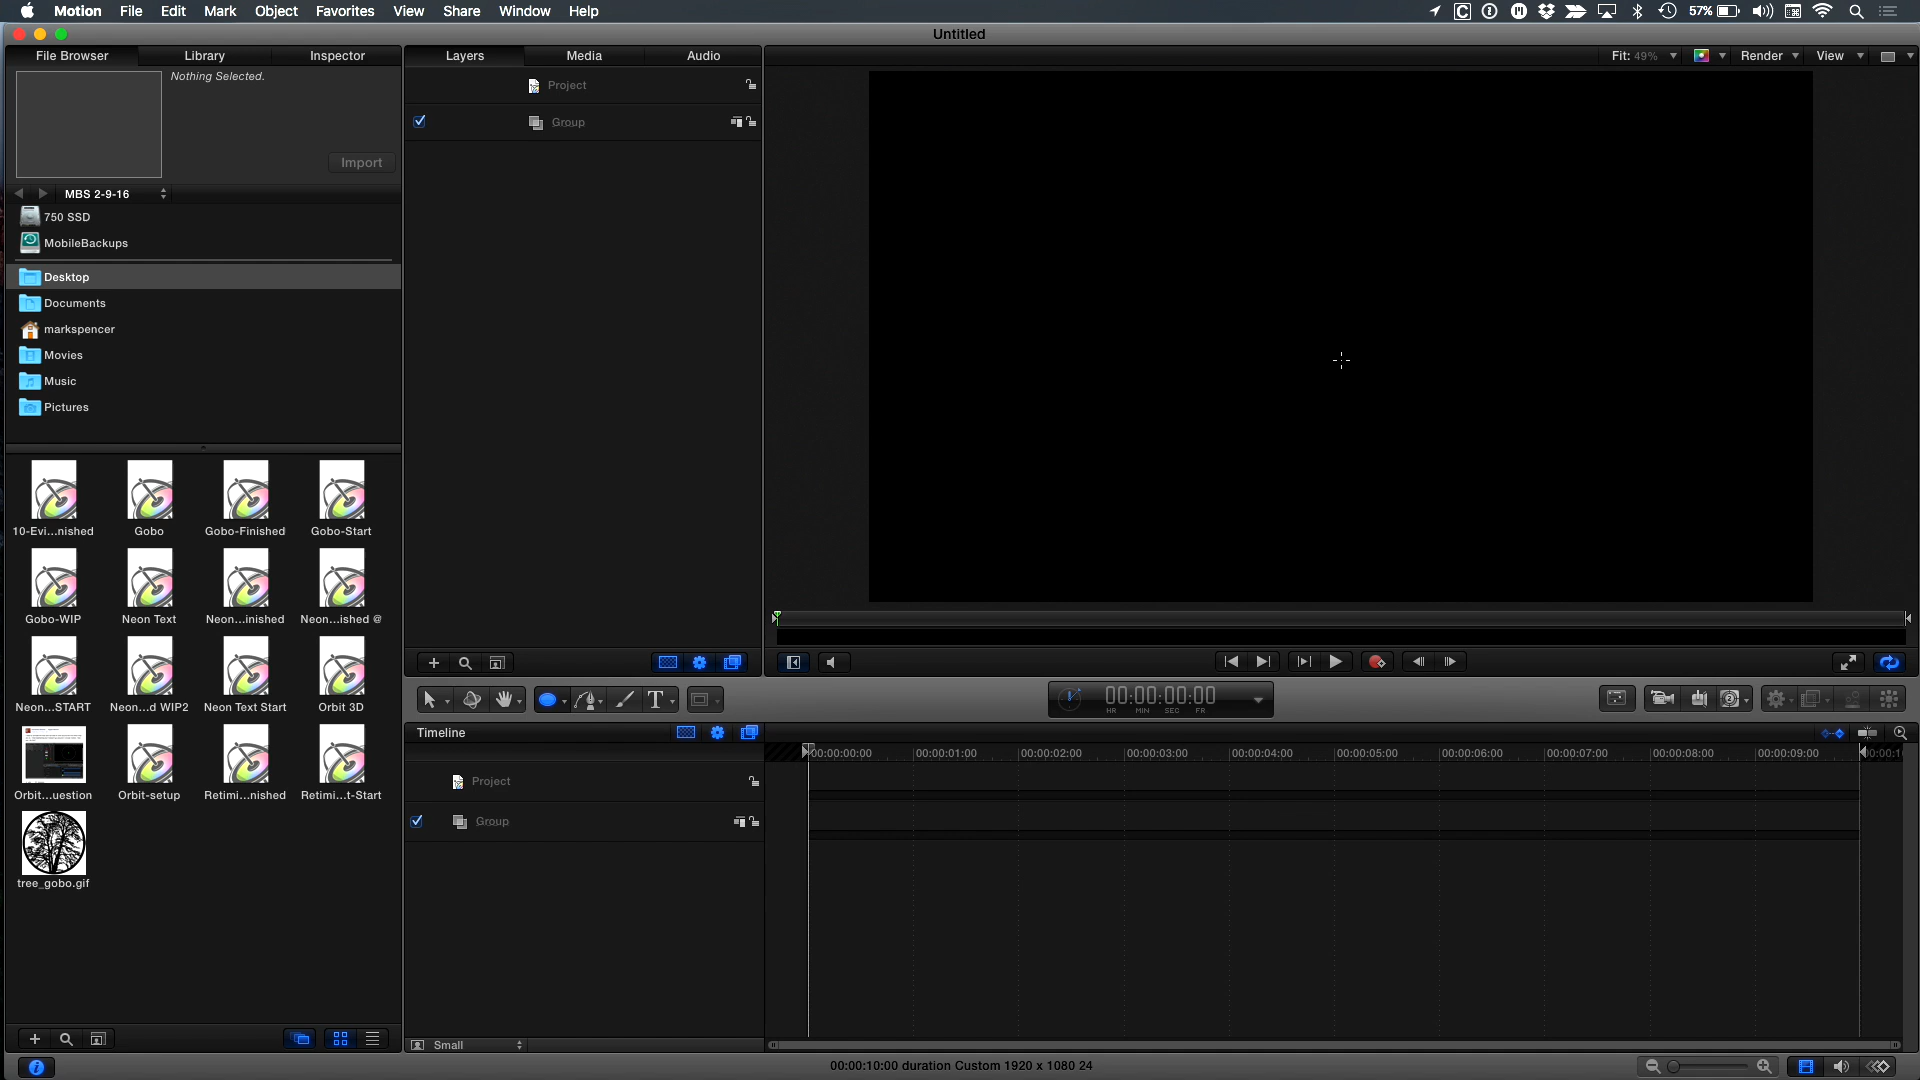 Motion File Edit Mark Object Favorites View Share Window Help
57%
Untitled
File Browser Library Inspector
Layers Media Audio
Fit: 49% Render View
Nothing Selected.
Import
Project
Group
MBS 2-9-16
750 SSD
MobileBackups
Desktop
Documents
markspencer
Movies
Music
Pictures
10-Evi...nished Gobo Gobo-Finished Gobo-Start
Gobo-WIP Neon Text Neon...inished Neon...ished @
Neon...START Neon...d WIP2 Neon Text Start Orbit 3D
Orbit...uestion Orbit-setup Retimi...nished Retimi...t-Start
tree_gobo.gif
T
00:00:00:00
HR MIN SEC FR
Timeline
00:00:00:00 00:00:01:00 00:00:02:00 00:00:03:00 00:00:04:00 00:00:05:00 00:00:06:00 00:00:07:00 00:00:08:00 00:00:09:00
Project
Group
Small
00:00:10:00 duration Custom 1920 x 1080 24